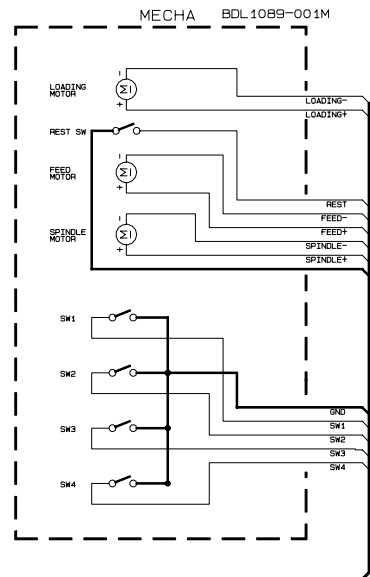 MECHA BDL1089-001M
LOADING
MOTOR
M
LOADING-
LOADING+
REST SW
FEED
MOTOR
M
REST
FEED-
FEED+
SPINDLE
MOTOR
M
SPINDLE-
SPINDLE+
SW1
SW2
SW3
SW4
GND
SW1
SW2
SW3
SW4